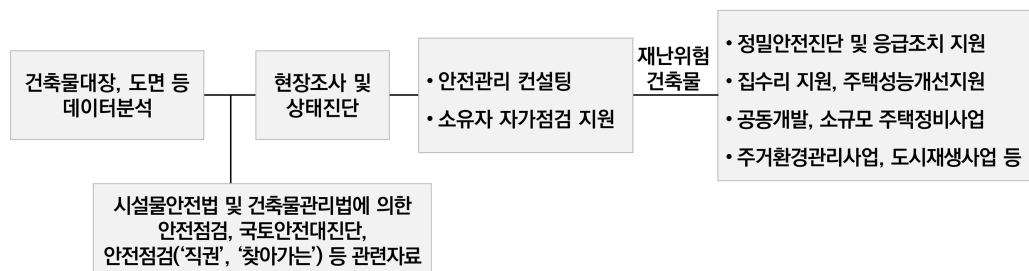 건축물대장, 도면 등
데이터분석
현장조사 및
상태진단
• 안전관리 컨설팅
• 소유자 자가점검 지원
재난위험
건축물
• 정밀안전진단 및 응급조치 지원
• 집수리 지원, 주택성능개선지원
• 공동개발, 소규모 주택정비사업
• 주거환경관리사업, 도시재생사업 등
시설물안전법 및 건축물관리법에 의한
안전점검, 국토안전대진단,
안전점검(‘직권’, ‘찾아가는’) 등 관련자료